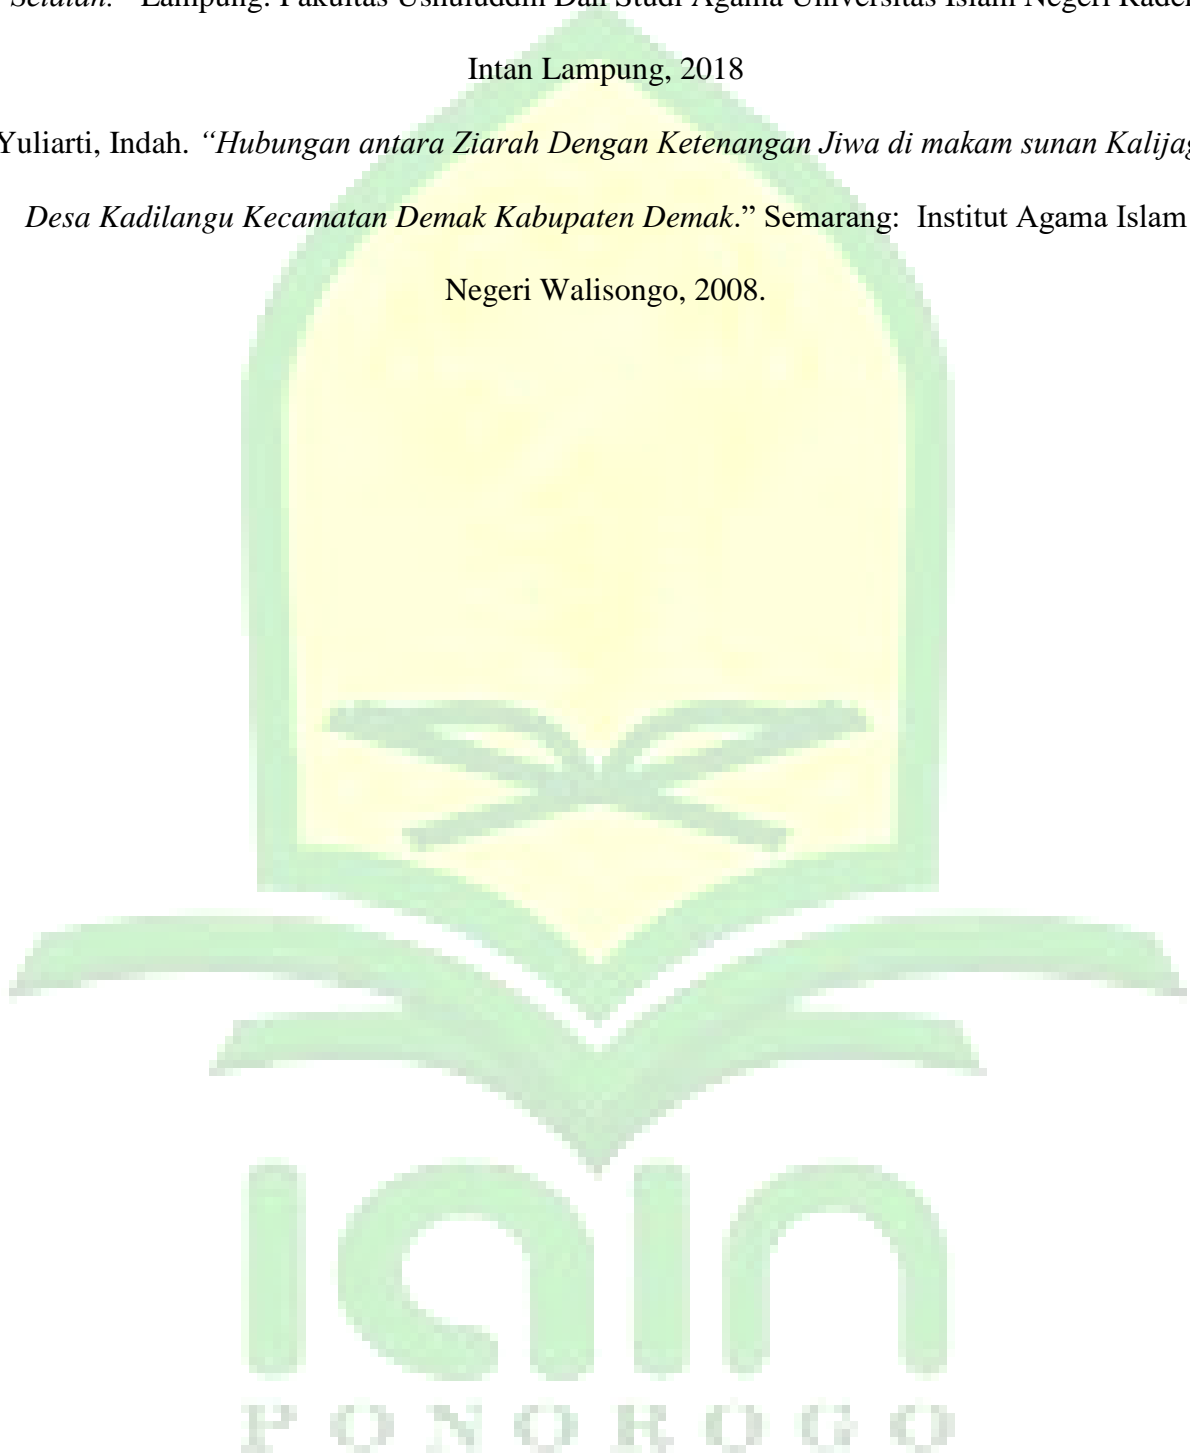 Selatan.” Lampung: Fakultas Ushuluddin Dan Studi Agama Universitas Islam Negeri Raden
Intan Lampung, 2018
Yuliarti, Indah. “Hubungan antara Ziarah Dengan Ketenangan Jiwa di makam sunan Kalijag
Desa Kadilangu Kecamatan Demak Kabupaten Demak.” Semarang: Institut Agama Islam
Negeri Walisongo, 2008.
iain
PONOROGO